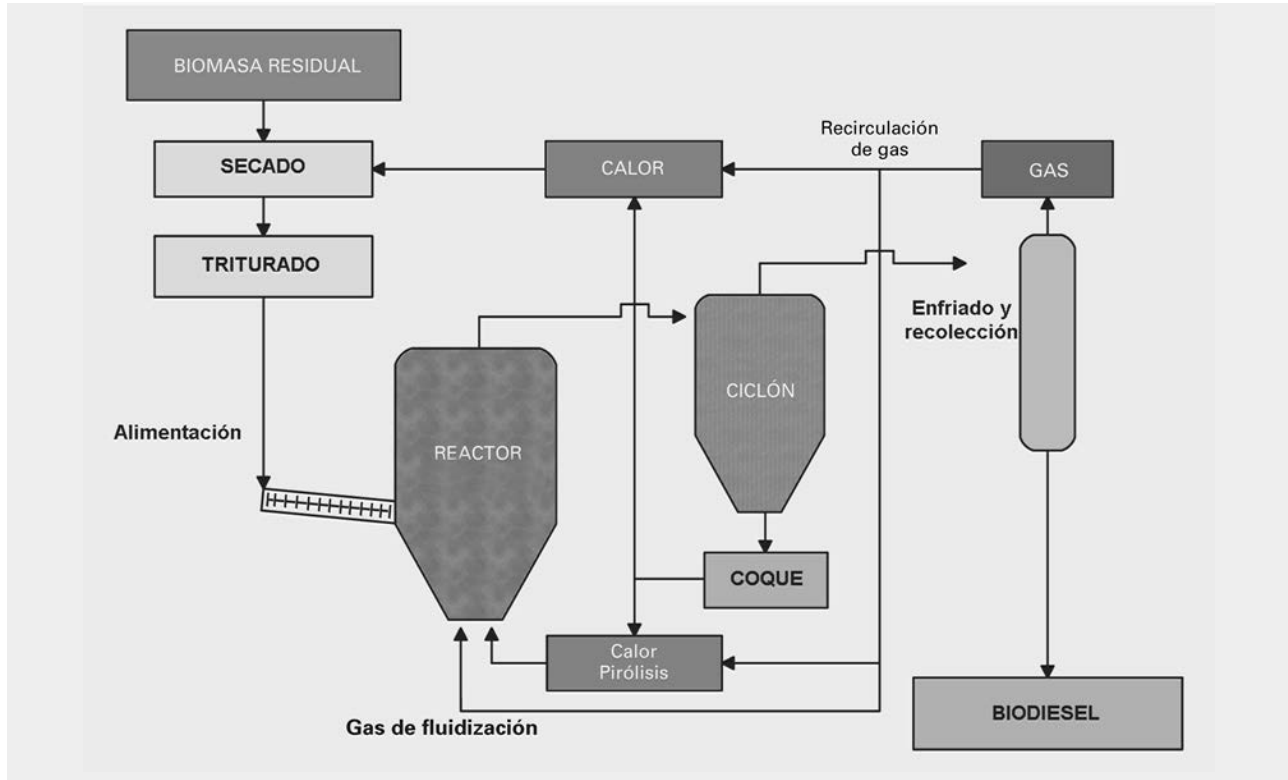 BIOMASA RESIDUAL
Recirculación
de gas
SECADO
CALOR
GAS
TRITURADO
Enfriado y
recolección
CICLÓN
Alimentación
REACTOR
COQUE
Calor
Pirólisis
Gas de fluidización
BIODIESEL